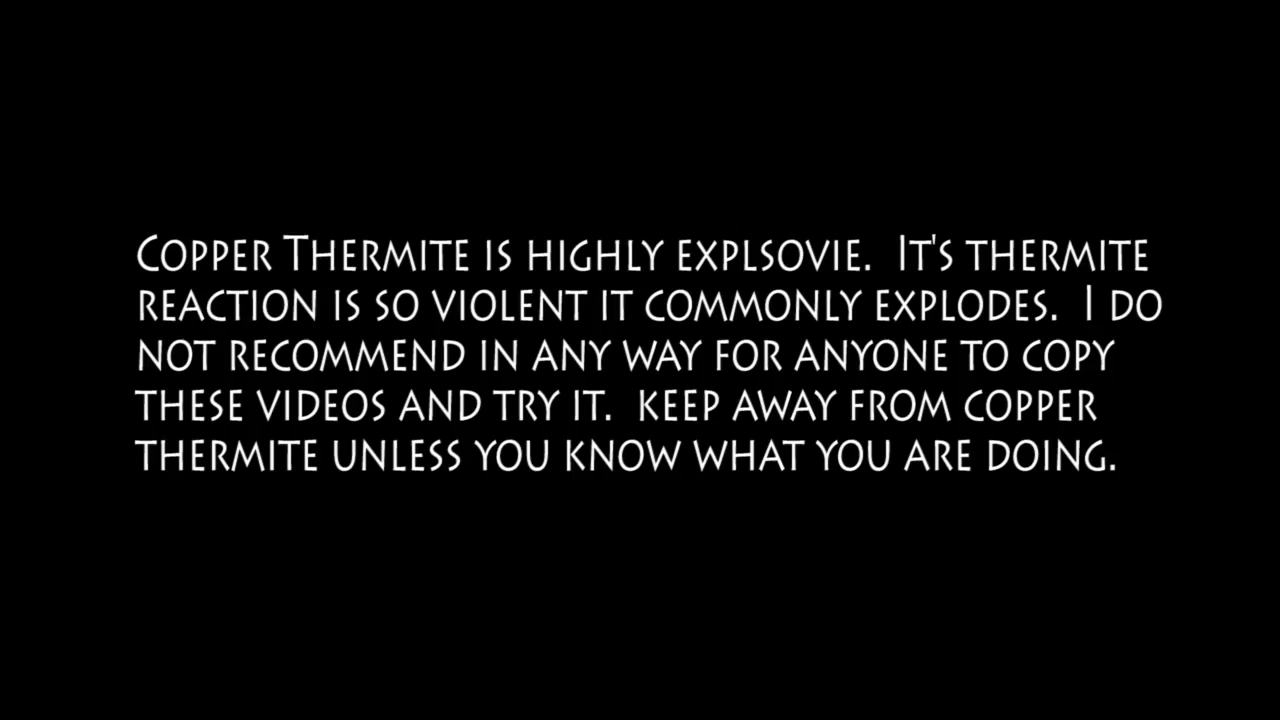 Copper Thermite is highly explsovie.  It's thermite
reaction is so violent it commonly explodes.  I do
not recommend in any way for anyone to copy
these videos and try it.  keep away from copper
thermite unless you know what you are doing.